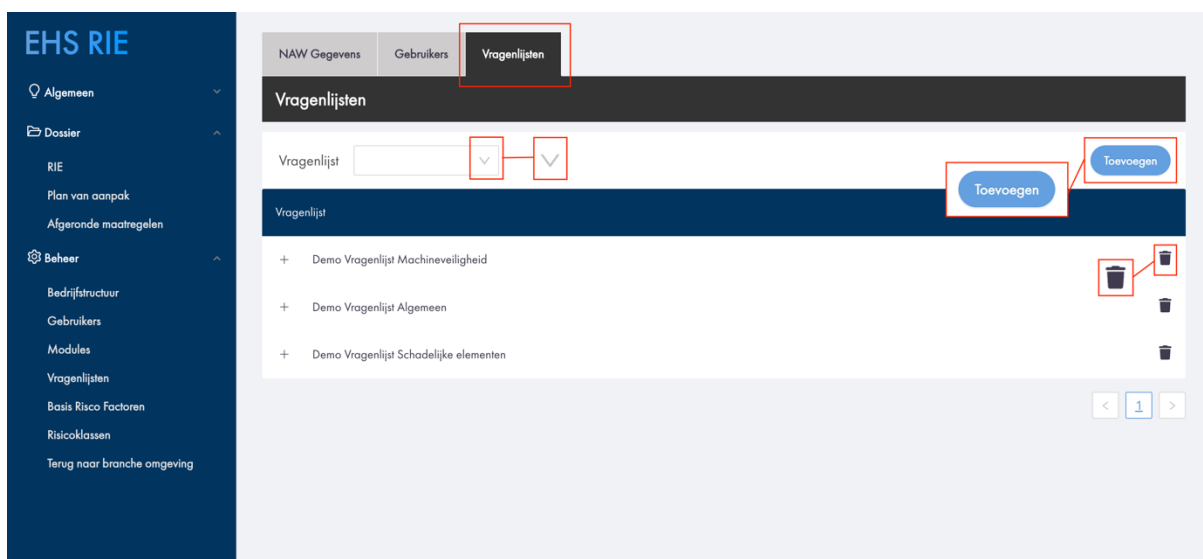 EHS RIE
Algemeen
Dossier
RIE
Plan van aanpak
Afgeronde maatregelen
Beheer
Bedrijfstructuur
Gebruikers
Modules
Vragenlijsten
Basis Risco Factoren
Risicoklassen
Terug naar branche omgeving
NAW Gegevens Gebruikers Vragenlijsten
Vragenlijsten
Vragenlijst
Toevoegen
Toevoegen
Vragenlijst
+ Demo Vragenlijst Machineveiligheid
+ Demo Vragenlijst Algemeen
+ Demo Vragenlijst Schadelijke elementen
< 1 >